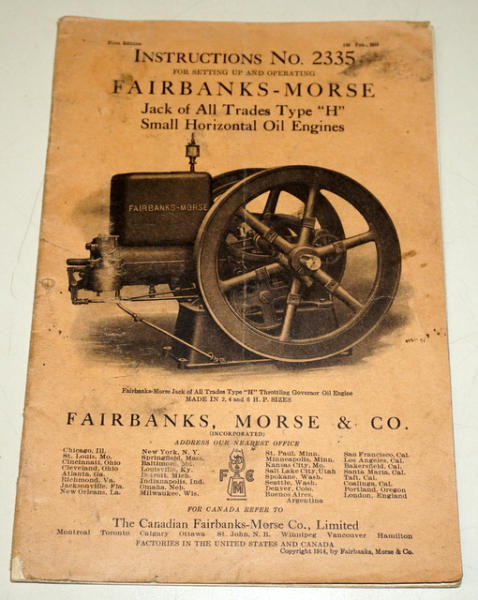 First Edition
INSTRUCTIONS NO. 2335
FOR SETTING UP AND OPERATING
FAIRBANKS-MORSE
Jack of All Trades Type "H"
Small Horizontal Oil Engines
FAIRBANKS-MORSE
Fairbanks-Morse Jack of All Trades Type "H" Throttling Governor Oil Engine
MADE IN 2, 4 and 6 H. P. SIZES
FAIRBANKS, MORSE & CO.
(INCORPORATED)
ADDRESS OUR NEAREST OFFICE
Chicago, Ill.
St. Louis, Mo.
Cincinnati, Ohio
Cleveland, Ohio
Atlanta, Ga.
Richmond, Va.
Jacksonville, Fla.
New Orleans, La.
New York, N. Y.
Springfield, Mass.
Baltimore, Md.
Louisville, Ky.
Detroit, Mich.
Indianapolis, Ind.
Omaha, Neb.
Milwaukee, Wis.
F C
M
St. Paul, Minn.
Minneapolis, Minn.
Kansas City, Mo.
Salt Lake City, Utah
Spokane, Wash.
Seattle, Wash.
Denver, Colo.
Buenos Aires,
Argentina
San Francisco, Cal.
Los Angeles, Cal.
Bakersfield, Cal.
Santa Maria, Cal.
Taft, Cal.
Coalinga, Cal.
Portland, Oregon
London, England
FOR CANADA REFER TO
The Canadian Fairbanks-Morse Co., Limited
Montreal Toronto Calgary Ottawa St. John, N. B. Winnipeg Vancouver Hamilton
FACTORIES IN THE UNITED STATES AND CANADA
Copyright 1914, by Fairbanks, Morse & Co.